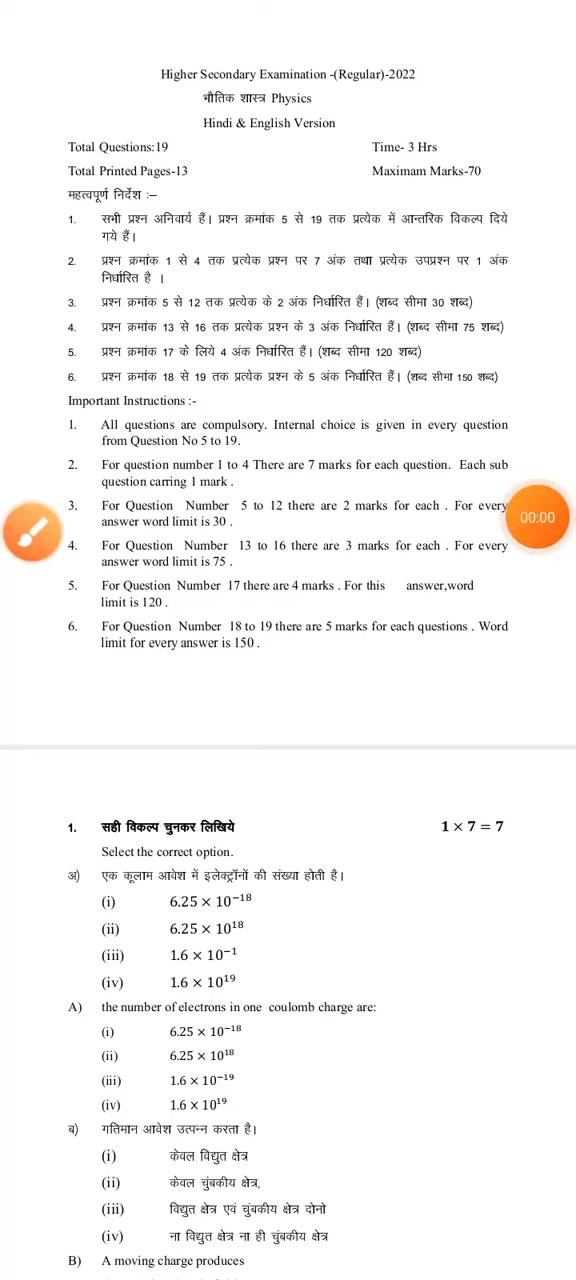 Higher Secondary Examination -(Regular)-2022
भौतिक शास्त्र Physics
Hindi & English Version
Total Questions:19 Time- 3 Hrs
Total Printed Pages-13 Maximam Marks-70
महत्वपूर्ण निर्देश :–
1. सभी प्रश्न अनिवार्य हैं। प्रश्न क्रमांक 5 से 19 तक प्रत्येक में आन्तरिक विकल्प दिये
गये हैं।
2. प्रश्न क्रमांक 1 से 4 तक प्रत्येक प्रश्न पर 7 अंक तथा प्रत्येक उपप्रश्न पर 1 अंक
निर्धारित है ।
3. प्रश्न क्रमांक 5 से 12 तक प्रत्येक के 2 अंक निर्धारित हैं। (शब्द सीमा 30 शब्द)
4. प्रश्न क्रमांक 13 से 16 तक प्रत्येक प्रश्न के 3 अंक निर्धारित हैं। (शब्द सीमा 75 शब्द)
5. प्रश्न क्रमांक 17 के लिये 4 अंक निर्धारित हैं। (शब्द सीमा 120 शब्द)
6. प्रश्न क्रमांक 18 से 19 तक प्रत्येक प्रश्न के 5 अंक निर्धारित हैं। (शब्द सीमा 150 शब्द)
Important Instructions :-
1. All questions are compulsory. Internal choice is given in every question
from Question No 5 to 19.
2. For question number 1 to 4 There are 7 marks for each question. Each sub
question carring 1 mark .
3. For Question Number 5 to 12 there are 2 marks for each . For every
answer word limit is 30 .
00:00
4. For Question Number 13 to 16 there are 3 marks for each . For every
answer word limit is 75 .
5. For Question Number 17 there are 4 marks . For this answer,word
limit is 120 .
6. For Question Number 18 to 19 there are 5 marks for each questions . Word
limit for every answer is 150 .
1. सही विकल्प चुनकर लिखिये 1 × 7 = 7
Select the correct option.
अ) एक कूलाम आवेश में इलेक्ट्रॉनों की संख्या होती है।
(i) 6.25 × 10⁻¹⁸
(ii) 6.25 × 10¹⁸
(iii) 1.6 × 10⁻¹
(iv) 1.6 × 10¹⁹
A) the number of electrons in one coulomb charge are:
(i) 6.25 × 10⁻¹⁸
(ii) 6.25 × 10¹⁸
(iii) 1.6 × 10⁻¹⁹
(iv) 1.6 × 10¹⁹
ब) गतिमान आवेश उत्पन्न करता है।
(i) केवल विद्युत क्षेत्र
(ii) केवल चुंबकीय क्षेत्र,
(iii) विद्युत क्षेत्र एवं चुंबकीय क्षेत्र दोनो
(iv) ना विद्युत क्षेत्र ना ही चुंबकीय क्षेत्र
B) A moving charge produces